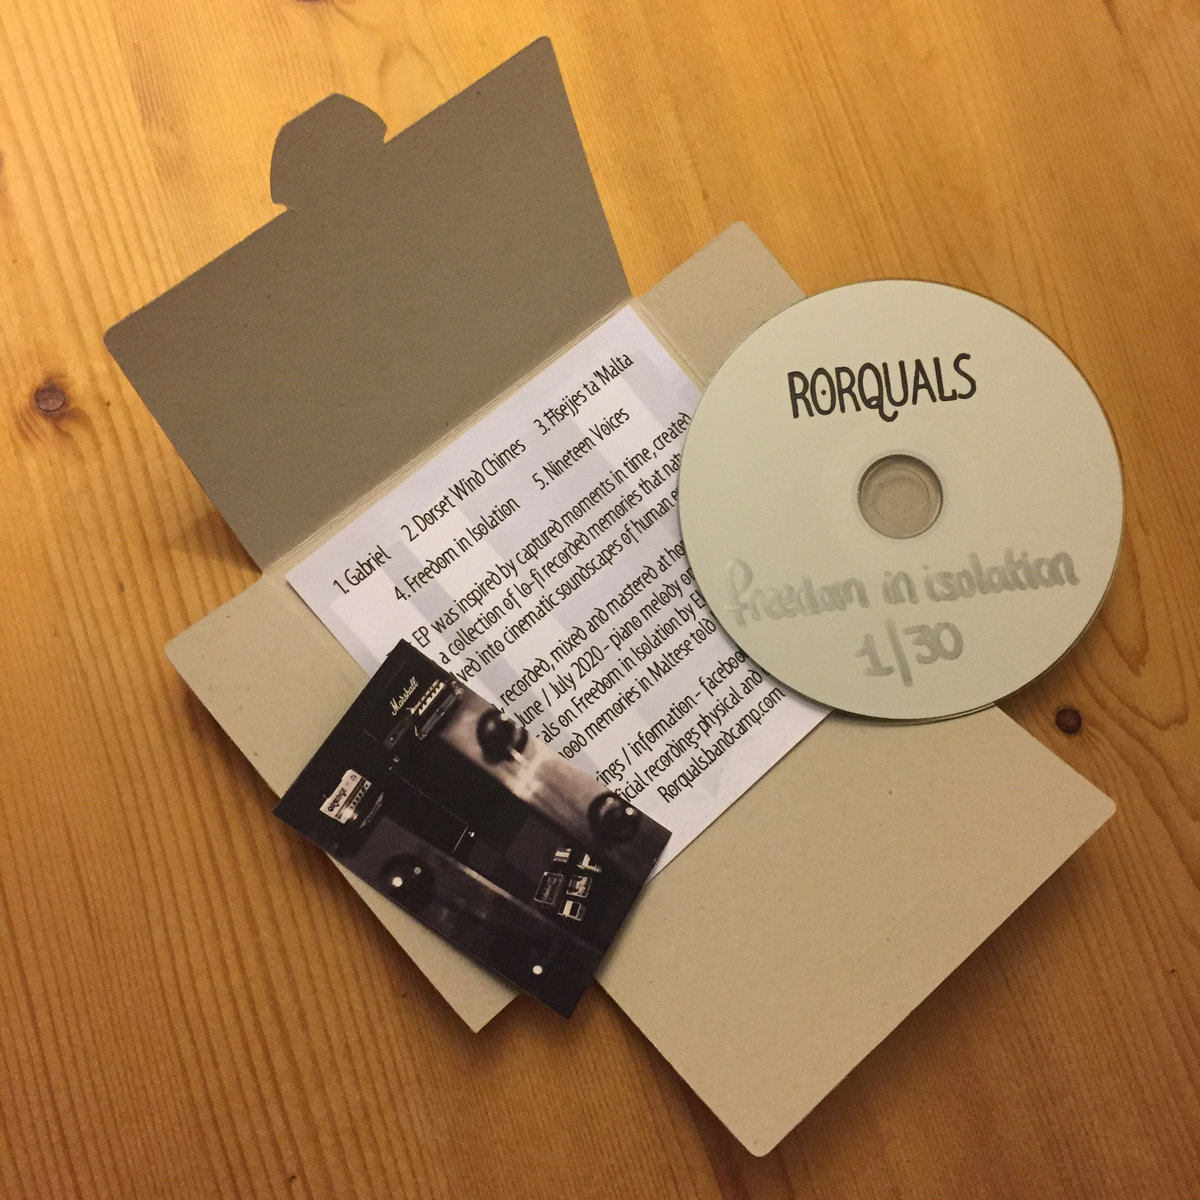 1. Gabriel 2. Dorset Wind Chimes 3. Ħsejjes ta 'Malta
4. Freedom in Isolation 5. Nineteen Voices
EP was inspired by captured moments in time, created
a collection of lo-fi recorded memories that
into cinematic soundscapes of human
recorded, mixed and mastered at
June / July 2020 - piano melody
on Freedom in Isolation by
memories in Maltese told
/ infomation - facebook
recordings physical and
Rorquals.bandcamp.com
RORQUALS
freedom in isolation
1/30
Marshall
ORANGE